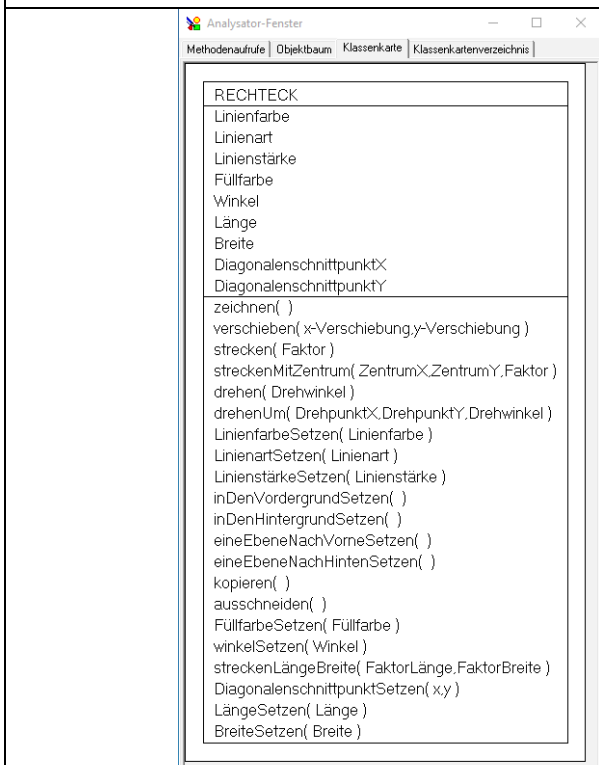 Analysator-Fenster
Methodenaufrufe Objektbaum Klassenkarte Klassenkartenverzeichnis
RECHTECK
Linienfarbe
Linienart
Linienstärke
Füllfarbe
Winkel
Länge
Breite
DiagonalenschnittpunktX
DiagonalenschnittpunktY
zeichnen( )
verschieben( x-Verschiebung,y-Verschiebung )
strecken( Faktor )
streckenMitZentrum( ZentrumX,ZentrumY,Faktor )
drehen( Drehwinkel )
drehenUm( DrehpunktX,DrehpunktY,Drehwinkel )
LinienfarbeSetzen( Linienfarbe )
LinienartSetzen( Linienart )
LinienstärkeSetzen( Linienstärke )
inDenVordergrundSetzen( )
inDenHintergrundSetzen( )
eineEbeneNachVorneSetzen( )
eineEbeneNachHintenSetzen( )
kopieren( )
ausschneiden( )
FüllfarbeSetzen( Füllfarbe )
winkelSetzen( Winkel )
streckenLängeBreite( FaktorLänge,FaktorBreite )
DiagonalenschnittpunktSetzen( x,y )
LängeSetzen( Länge )
BreiteSetzen( Breite )